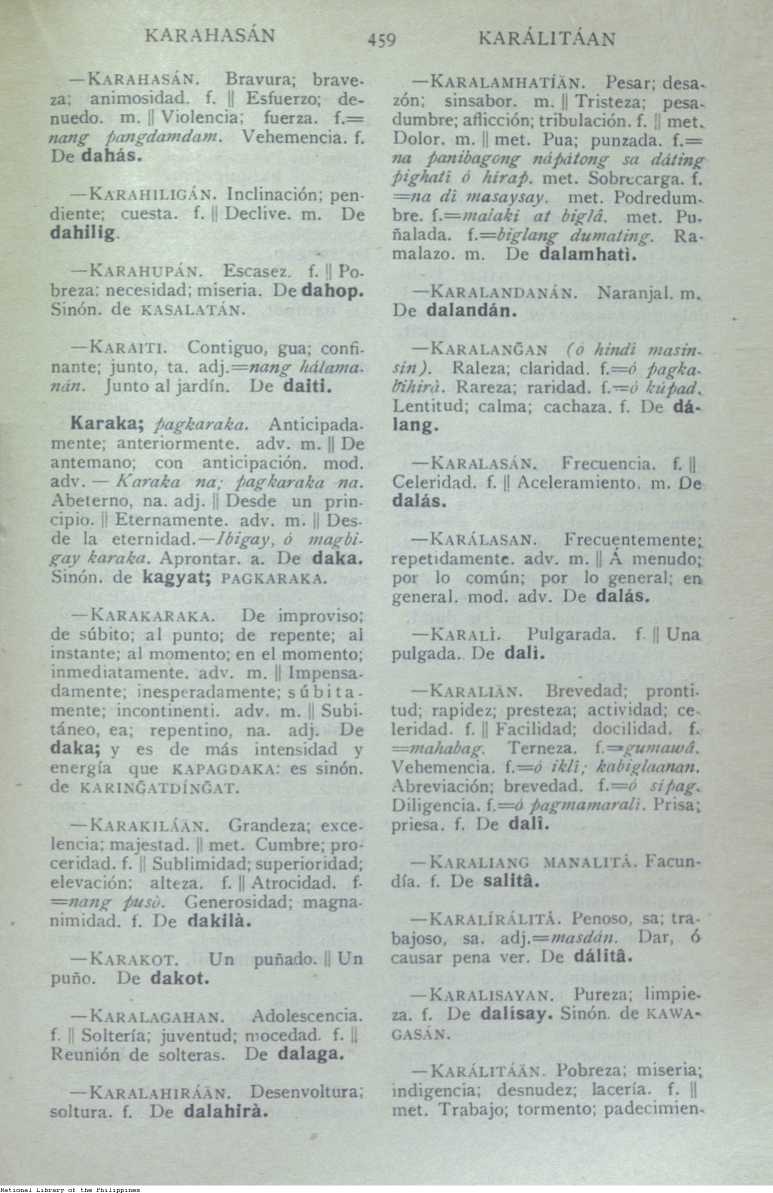 KARAHASÁN 459 KARÁLITÁAN
—KARAHASÁN. Bravura; brave-
za; animosidad. f. || Esfuerzo; de-
nuedo. m. || Violencia; fuerza. f.=
nang pangdamdam. Vehemencia. f.
De dahás.
—KARAHILIGÁN. Inclinación; pen-
diente; cuesta. f. || Declive. m. De
dahilig.
—KARAHUPÁN. Escasez. f. || Po-
breza; necesidad; miseria. De dahop.
Sinón. de KASALATÁN.
—KARAITI. Contiguo, gua; confi-
nante; junto, ta. adj.=nang hálama-
nán. Junto al jardín. De daiti.
Karaka; pagkaraka. Anticipada-
mente; anteriormente. adv. m. || De
antemano; con anticipación. mod.
adv. — Karaka na; pagkaraka na.
Abeterno, na. adj. || Desde un prin-
cipio. || Eternamente. adv. m. || Des-
de la eternidad.—Ibigay, ó magbi-
gay karaka. Aprontar. a. De daka.
Sinón. de kagyat; PAGKARAKA.
—KARAKARAKA. De improviso;
de súbito; al punto; de repente; al
instante; al momento; en el momento;
inmediatamente. adv. m. || Impensa-
damente; inesperadamente; súbita-
mente; incontinenti. adv. m. || Subi-
táneo, ea; repentino, na. adj. De
daka; y es de más intensidad y
energía que KAPAGDAKA: es sinón.
de KARINĞATDÍNĞAT.
—KARAKILÁÄN. Grandeza; exce-
lencia; majestad. || met. Cumbre; pro-
ceridad. f. || Sublimidad; superioridad;
elevación; alteza. f. || Atrocidad. f.
=nang pusò. Generosidad; magna-
nimidad. f. De dakilà.
—KARAKOT. Un puñado. || Un
puño. De dakot.
—KARALAGAHAN. Adolescencia.
f. || Soltería; juventud; mocedad. f. ||
Reunión de solteras. De dalaga.
—KARALAHIRÁÄN. Desenvoltura;
soltura. f. De dalahirà.
—KARALAMHATÍÄN. Pesar; desa-
zón; sinsabor. m. || Tristeza; pesa-
dumbre; aflicción; tribulación. f. || met.
Dolor. m. || met. Pua; punzada. f.=
na panibagong nápátong sa dáting
pighati ó hirap. met. Sobrecarga. f.
=na di masaysay. met. Podredum-
bre. f.=malaki at biglâ. met. Pu-
ñalada. f.=biglang dumating. Ra-
malazo. m. De dalamhati.
—KARALANDANÁN. Naranjal. m.
De dalandán.
—KARALANĞAN (ó hindi masin-
sin). Raleza; claridad. f.=ó pagka-
bihirà. Rareza; raridad. f.=ó kúpad.
Lentitud; calma; cachaza. f. De dá-
lang.
—KARALASÁN. Frecuencia. f. ||
Celeridad. f. || Aceleramiento. m. De
dalás.
—KARÁLASAN. Frecuentemente;
repetidamente. adv. m. || Á menudo;
por lo común; por lo general; en
general. mod. adv. De dalás.
—KARALÌ. Pulgarada. f. || Una
pulgada. De dali.
—KARALIÄN. Brevedad; pronti-
tud; rapidez; presteza; actividad; ce-
leridad. f. || Facilidad; docilidad. f.
=mahabag. Terneza. f.=gumawâ.
Vehemencia. f.=ó iklî; kabiglaanan.
Abreviación; brevedad. f.=ó sipag.
Diligencia. f.=ó pagmamarali. Prisa;
priesa. f. De dalî.
—KARALIANG MANALITÂ. Facun-
día. f. De salitâ.
—KARALÍRÁLITÂ. Penoso, sa; tra-
bajoso, sa. adj.=masdán. Dar, ó
causar pena ver. De dálitâ.
—KARALISAYAN. Pureza; limpie-
za. f. De dalisay. Sinón. de KAWA-
GASÁN.
—KARÁLITÁÄN. Pobreza; miseria;
indigencia; desnudez; lacería. f. ||
met. Trabajo; tormento; padecimien-
National Library of the Philippines